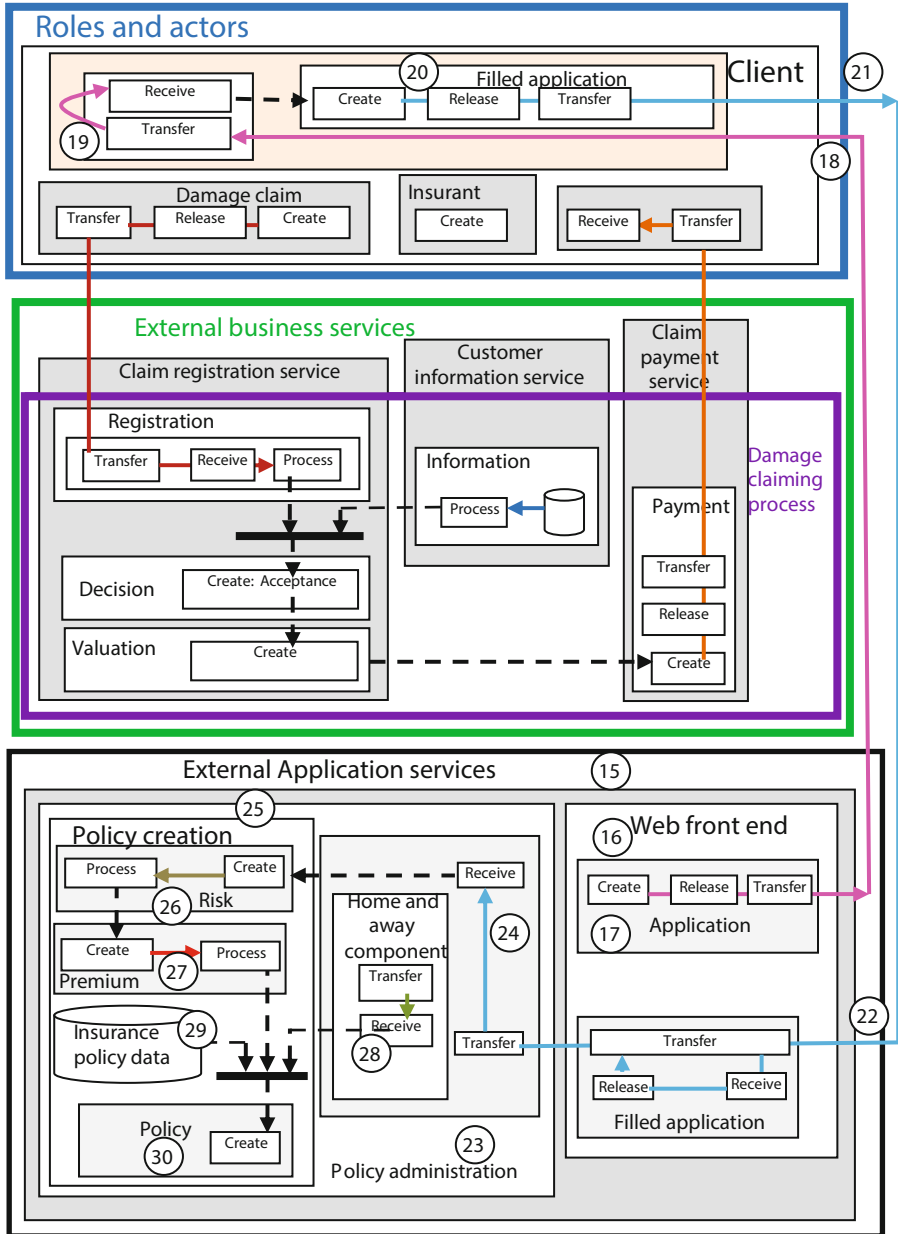 Roles and actors
Client
20
21
Filled application
Receive
Create
Release
Transfer
Transfer
19
18
Damage claim
Transfer
Release
Create
Insurant
Create
Receive
Transfer
External business services
Claim registration service
Customer
information service
Claim
payment
service
Registration
Transfer
Receive
Process
Information
Process
Damage
claiming
process
Payment
Transfer
Release
Create
Decision
Create: Acceptance
Valuation
Create
External Application services
15
25
Policy creation
Process
Create
26
Risk
Create
27
Process
Premium
Insurance
policy data
29
Policy
30
Create
Receive
Home and
away
component
24
Transfer
Receive
28
Transfer
23
Policy administration
16
Web front end
Create
Release
Transfer
17
Application
22
Transfer
Release
Receive
Filled application